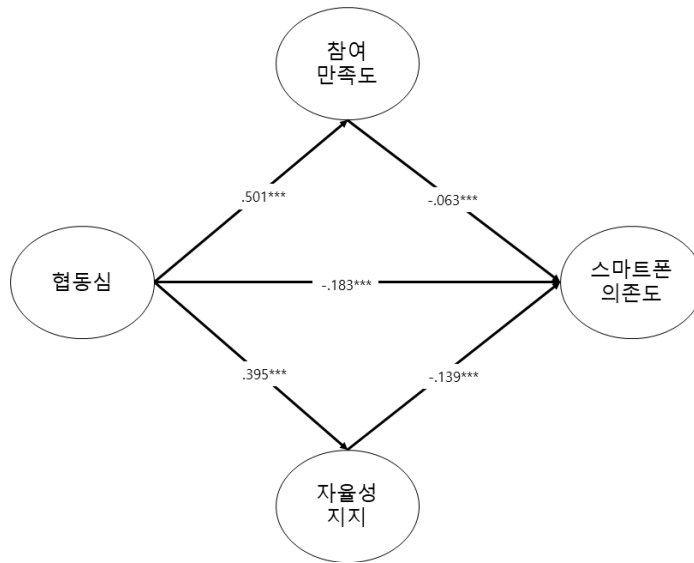 참여
만족도
.501***
-.063***
협동심
-.183***
스마트폰
의존도
.395***
-.139***
자율성
지지